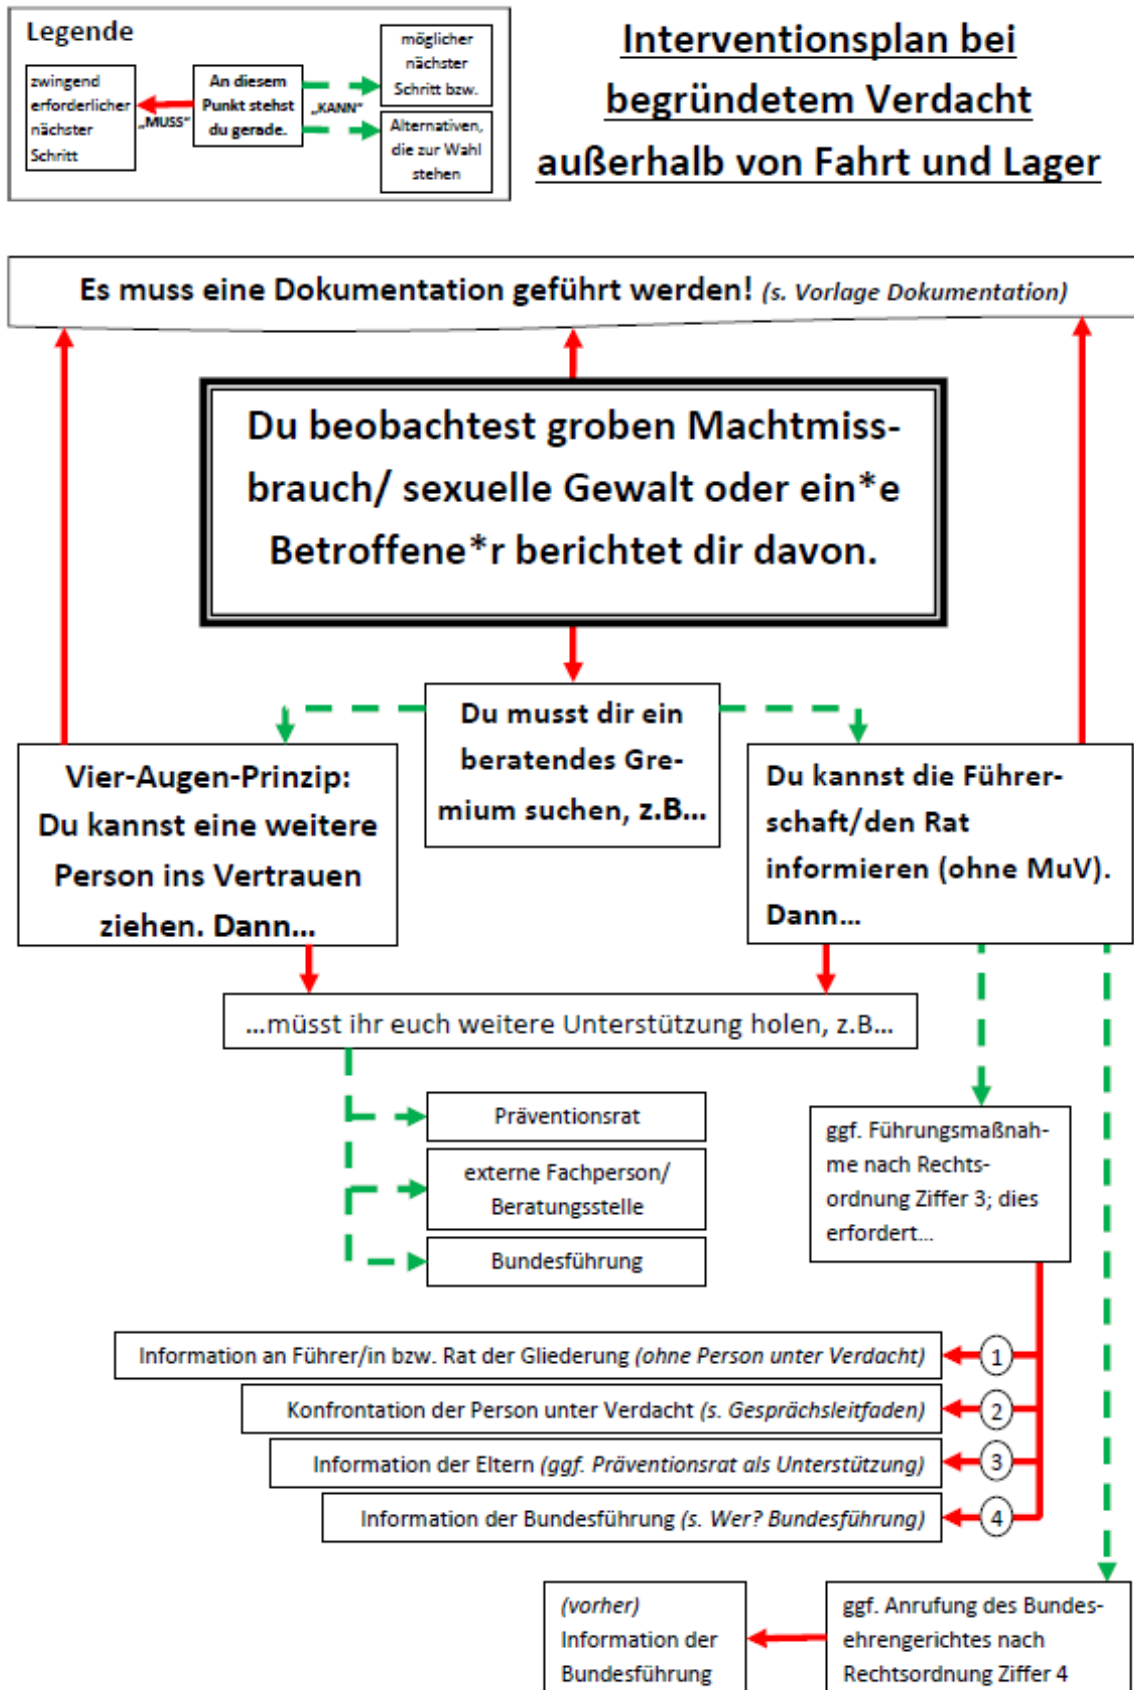 Legende
zwingend
erforderlicher
nächster
Schritt
„MUSS"
An diesem
Punkt stehst
du gerade.
„KANN"
möglicher
nächster
Schritt bzw.
Alternativen,
die zur Wahl
stehen
Interventionsplan bei
begründetem Verdacht
außerhalb von Fahrt und Lager
Es muss eine Dokumentation geführt werden! (s. Vorlage Dokumentation)
Du beobachtest groben Machtmiss-
brauch/ sexuelle Gewalt oder ein*e
Betroffene*r berichtet dir davon.
Du musst dir ein
beratendes Gre-
mium suchen, z.B...
Vier-Augen-Prinzip:
Du kannst eine weitere
Person ins Vertrauen
ziehen. Dann...
Du kannst die Führer-
schaft/den Rat
informieren (ohne MuV).
Dann...
...müsst ihr euch weitere Unterstützung holen, z.B...
Präventionsrat
externe Fachperson/
Beratungsstelle
Bundesführung
ggf. Führungsmaßnah-
me nach Rechts-
ordnung Ziffer 3; dies
erfordert...
Information an Führer/in bzw. Rat der Gliederung (ohne Person unter Verdacht) 1
Konfrontation der Person unter Verdacht (s. Gesprächsleitfaden) 2
Information der Eltern (ggf. Präventionsrat als Unterstützung) 3
Information der Bundesführung (s. Wer? Bundesführung) 4
(vorher)
Information der
Bundesführung
ggf. Anrufung des Bundes-
ehrengerichtes nach
Rechtsordnung Ziffer 4